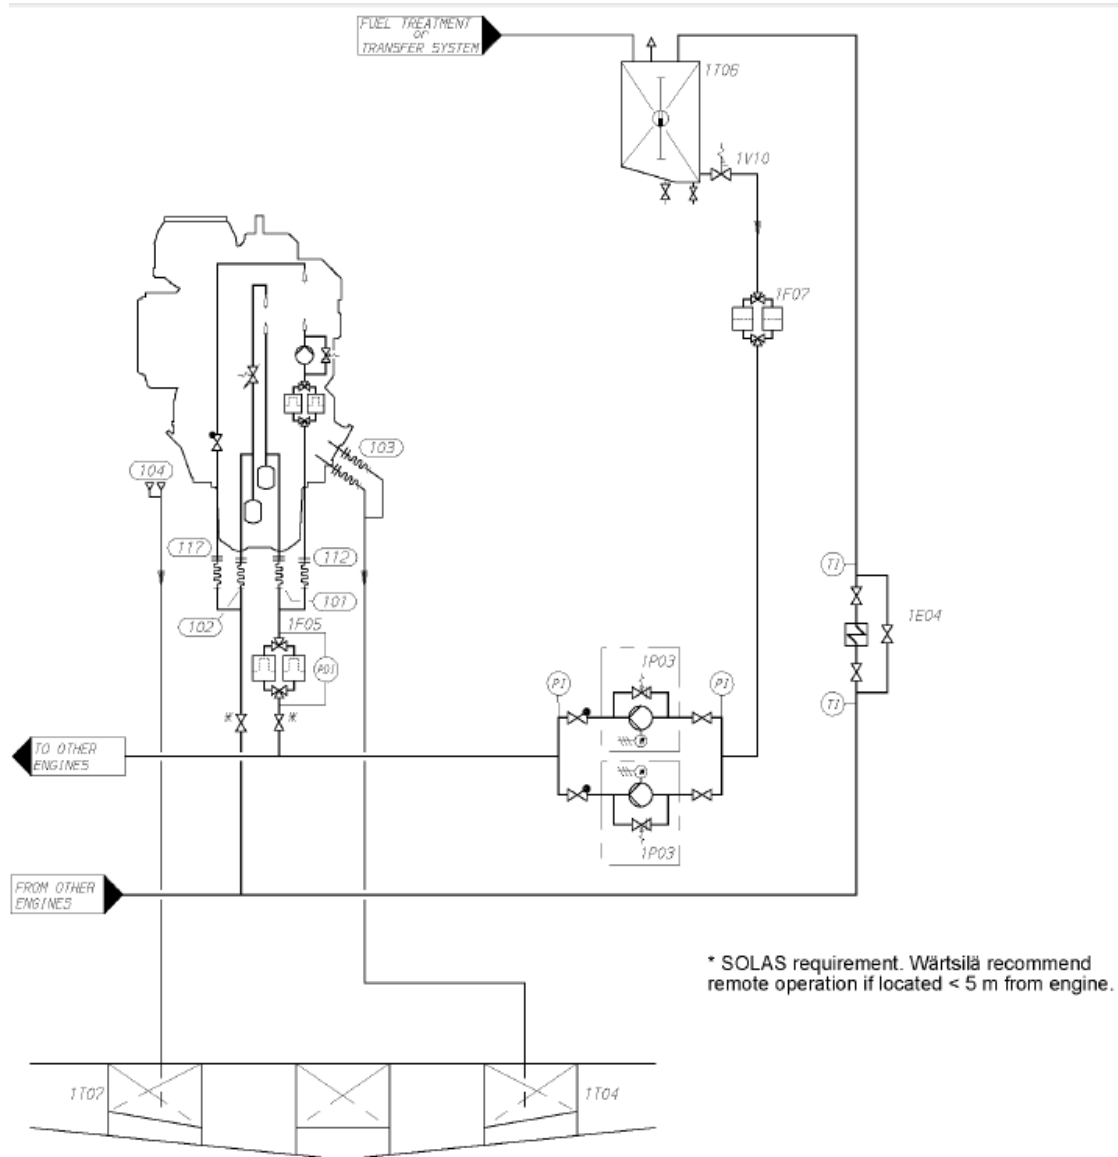 FUEL TREATMENT
or
TRANSFER SYSTEM
1T06
1V10
1F07
103
104
117
112
101
102
1F05
PDI
TI
1E04
TI
PI
1P03
PI
*
*
TO OTHER
ENGINES
1P03
FROM OTHER
ENGINES
* SOLAS requirement. Wärtsilä recommend
remote operation if located < 5 m from engine.
1T07
1T04